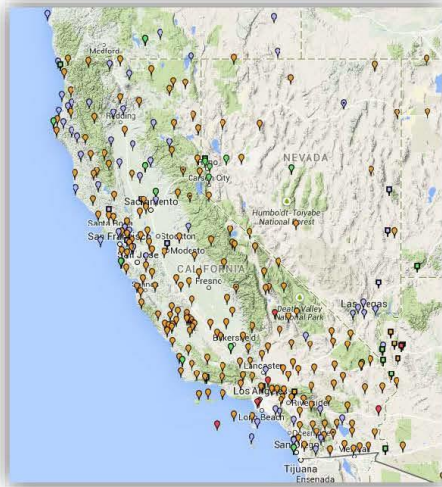 Medford
Redding
Carson City
NEVADA
Humboldt-Toiyabe
National Forest
Sacramento
Santa Rosa
San Francisco
Stockton
Modesto
San Jose
CALIFORNIA
Fresno
Las Vegas
Death Valley
National Park
Bakersfield
Lancaster
Los Angeles
Riverside
Long Beach
San Diego
Tijuana
Ensenada